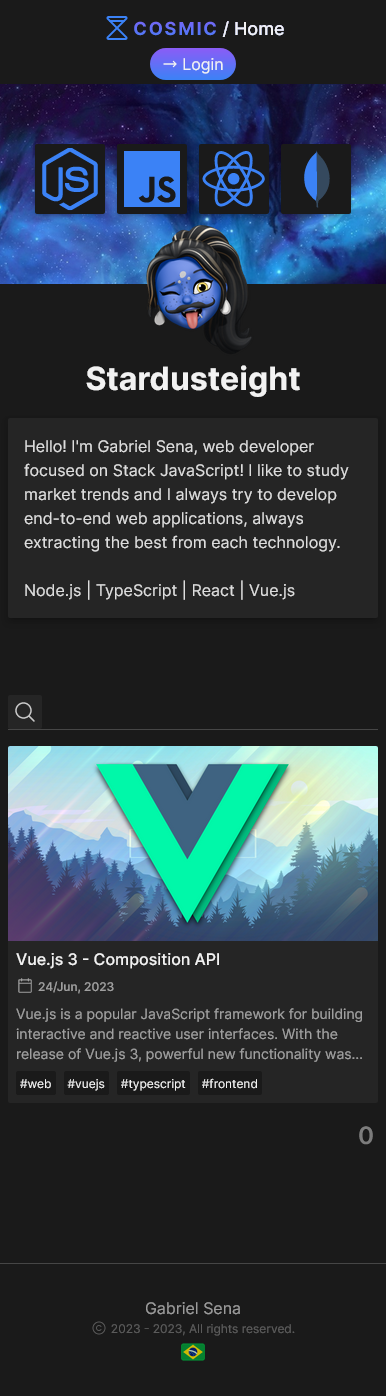 COSMIC / Home
→ Login
JS
JS
Stardusteight
Hello! I'm Gabriel Sena, web developer
focused on Stack JavaScript! I like to study
market trends and I always try to develop
end-to-end web applications, always
extracting the best from each technology.
Node.js | TypeScript | React | Vue.js
Vue.js 3 - Composition API
24/Jun, 2023
Vue.js is a popular JavaScript framework for building
interactive and reactive user interfaces. With the
release of Vue.js 3, powerful new functionality was...
#web #vuejs #typescript #frontend
0
Gabriel Sena
© 2023 - 2023, All rights reserved.